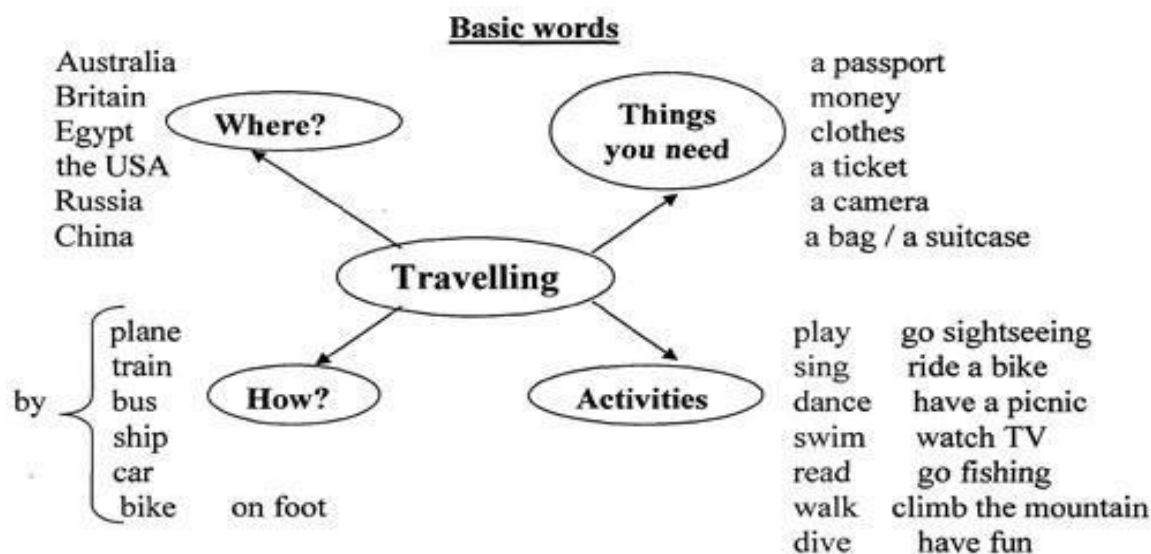 Basic words
Australia
Britain
Egypt
the USA
Russia
China
Where?
Things
you need
a passport
money
clothes
a ticket
a camera
a bag / a suitcase
Travelling
by
plane
train
bus
ship
car
bike on foot
How?
Activities
play go sightseeing
sing ride a bike
dance have a picnic
swim watch TV
read go fishing
walk climb the mountain
dive have fun